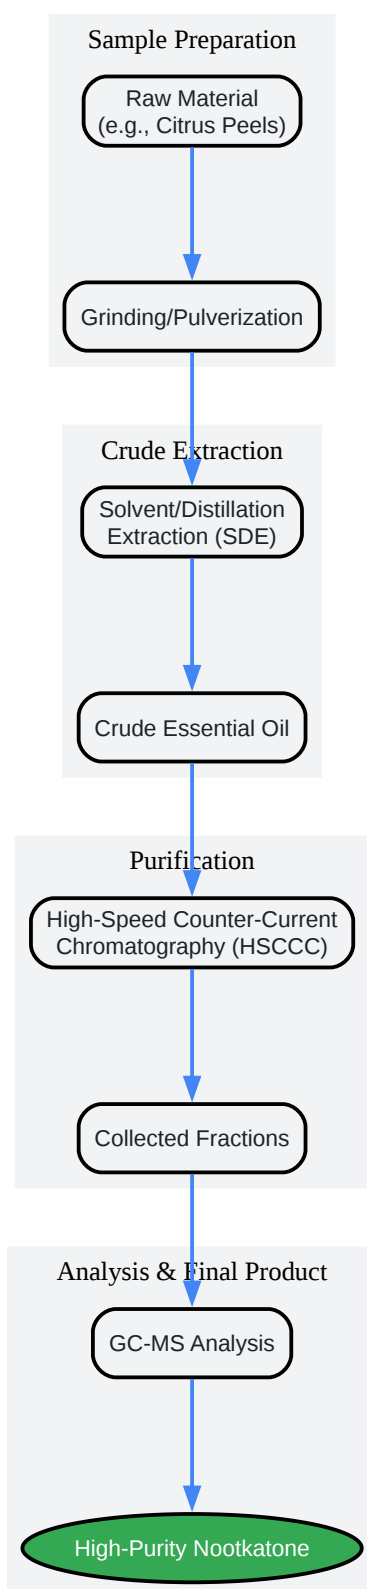 Sample Preparation
Raw Material
(e.g., Citrus Peels)
Grinding/Pulverization
Crude Extraction
Solvent/Distillation
Extraction (SDE)
Crude Essential Oil
Purification
High-Speed Counter-Current
Chromatography (HSCCC)
Collected Fractions
Analysis & Final Product
GC-MS Analysis
High-Purity Nootkatone